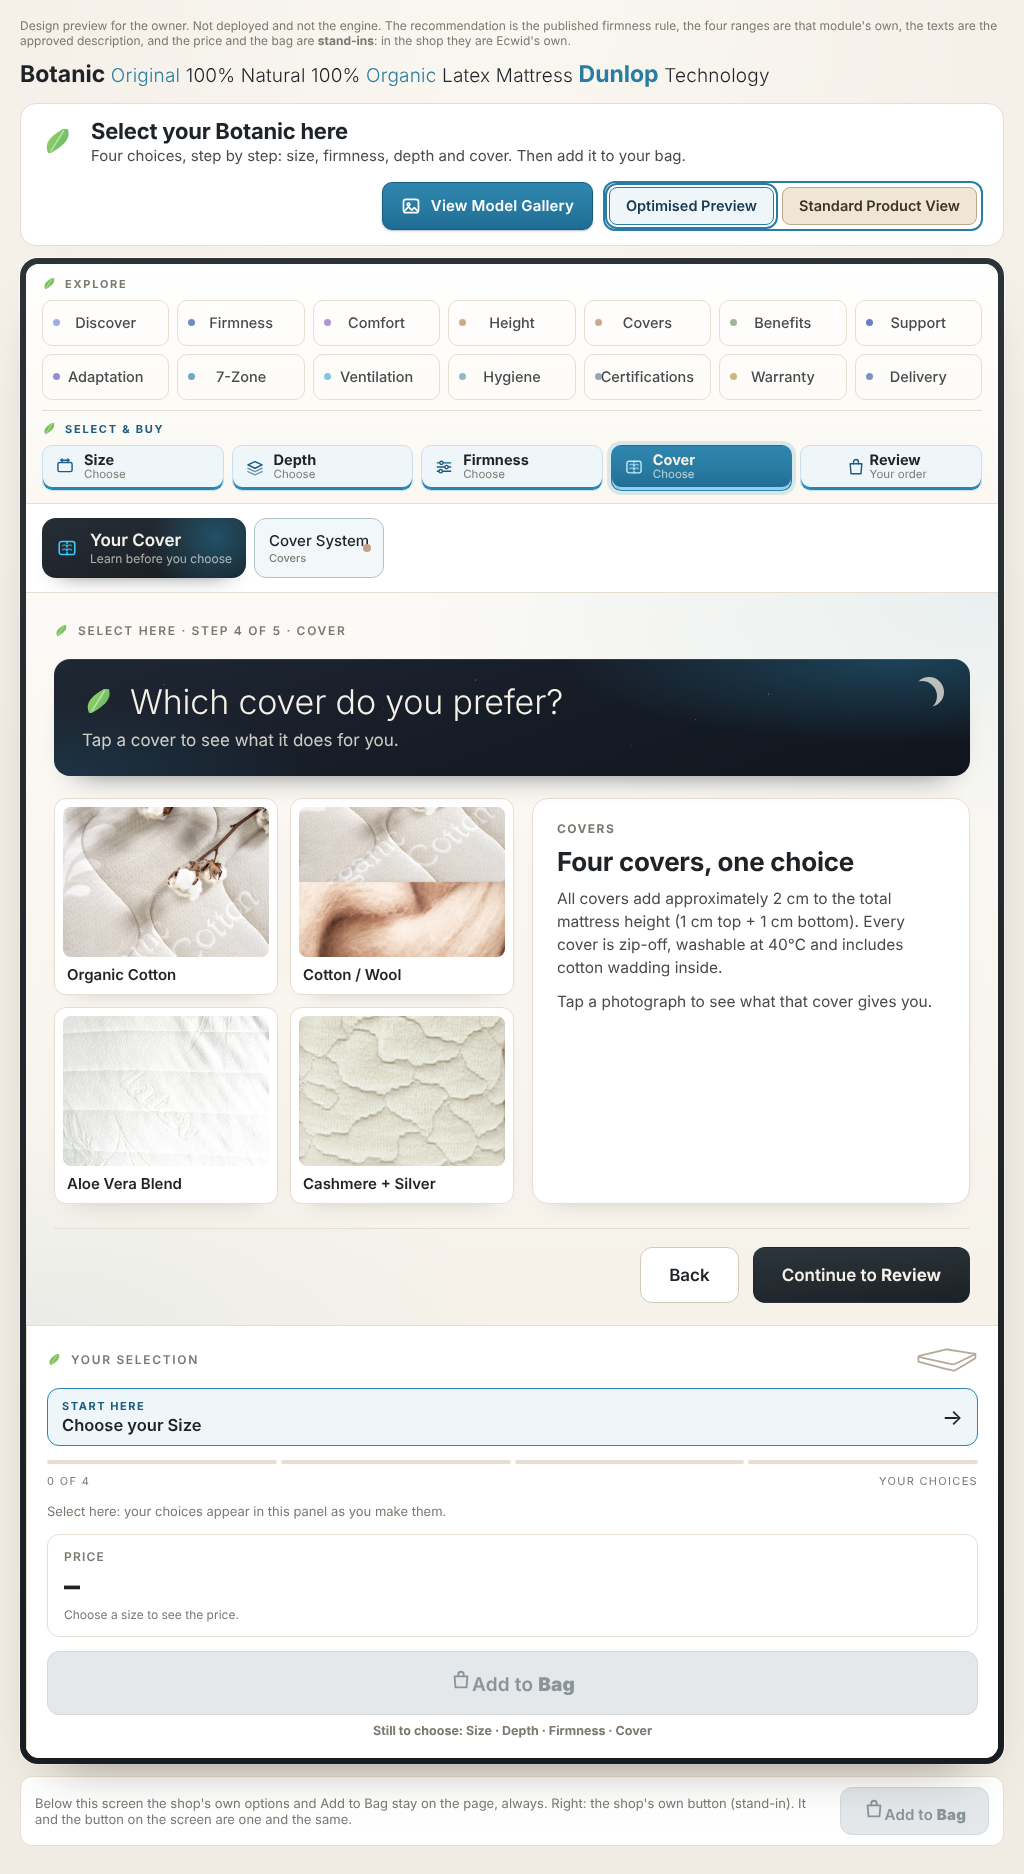 Design preview for the owner. Not deployed and not the engine. The recommendation is the published firmness rule, the four ranges are that module's own, the texts are the
approved description, and the price and the bag are stand-ins: in the shop they are Ecwid's own.
Botanic Original 100% Natural 100% Organic Latex Mattress Dunlop Technology
Select your Botanic here
Four choices, step by step: size, firmness, depth and cover. Then add it to your bag.
View Model Gallery
Optimised Preview
Standard Product View
EXPLORE
Discover
Firmness
Comfort
Height
Covers
Benefits
Support
Adaptation
7-Zone
Ventilation
Hygiene
Certifications
Warranty
Delivery
SELECT & BUY
Size
Choose
Depth
Choose
Firmness
Choose
Cover
Choose
Review
Your order
Your Cover
Learn before you choose
Cover System
Covers
SELECT HERE · STEP 4 OF 5 · COVER
Which cover do you prefer?
Tap a cover to see what it does for you.
Cotton
Organic Cotton
Cotton
Cotton / Wool
Aloe Vera Blend
Cashmere + Silver
COVERS
Four covers, one choice
All covers add approximately 2 cm to the total
mattress height (1 cm top + 1 cm bottom). Every
cover is zip-off, washable at 40°C and includes
cotton wadding inside.
Tap a photograph to see what that cover gives you.
Back
Continue to Review
YOUR SELECTION
START HERE
Choose your Size
0 OF 4
YOUR CHOICES
Select here: your choices appear in this panel as you make them.
PRICE
–
Choose a size to see the price.
Add to Bag
Still to choose: Size · Depth · Firmness · Cover
Below this screen the shop's own options and Add to Bag stay on the page, always. Right: the shop's own button (stand-in). It
and the button on the screen are one and the same.
Add to Bag